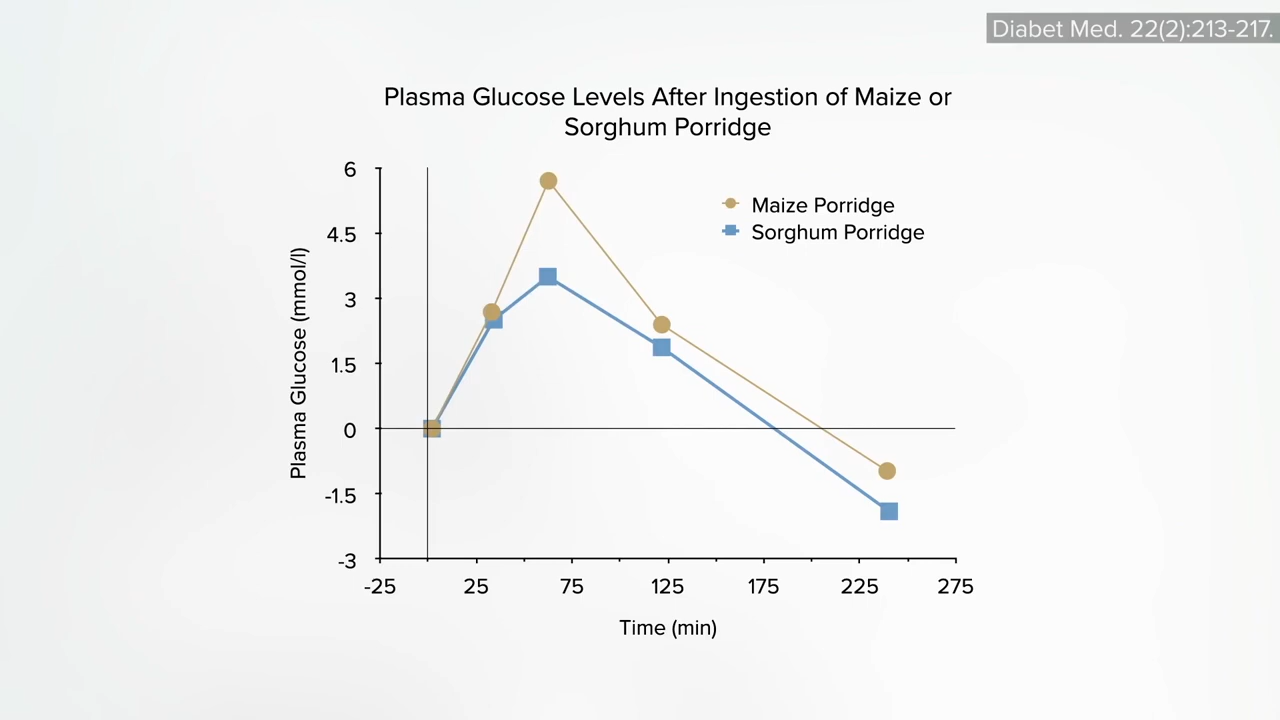 Diabet Med. 22(2):213-217.
Plasma Glucose Levels After Ingestion of Maize or
Sorghum Porridge
Maize Porridge
Sorghum Porridge
Plasma Glucose (mmol/l)
6
4.5
3
1.5
0
-1.5
-3
-25
25
75
125
175
225
275
Time (min)